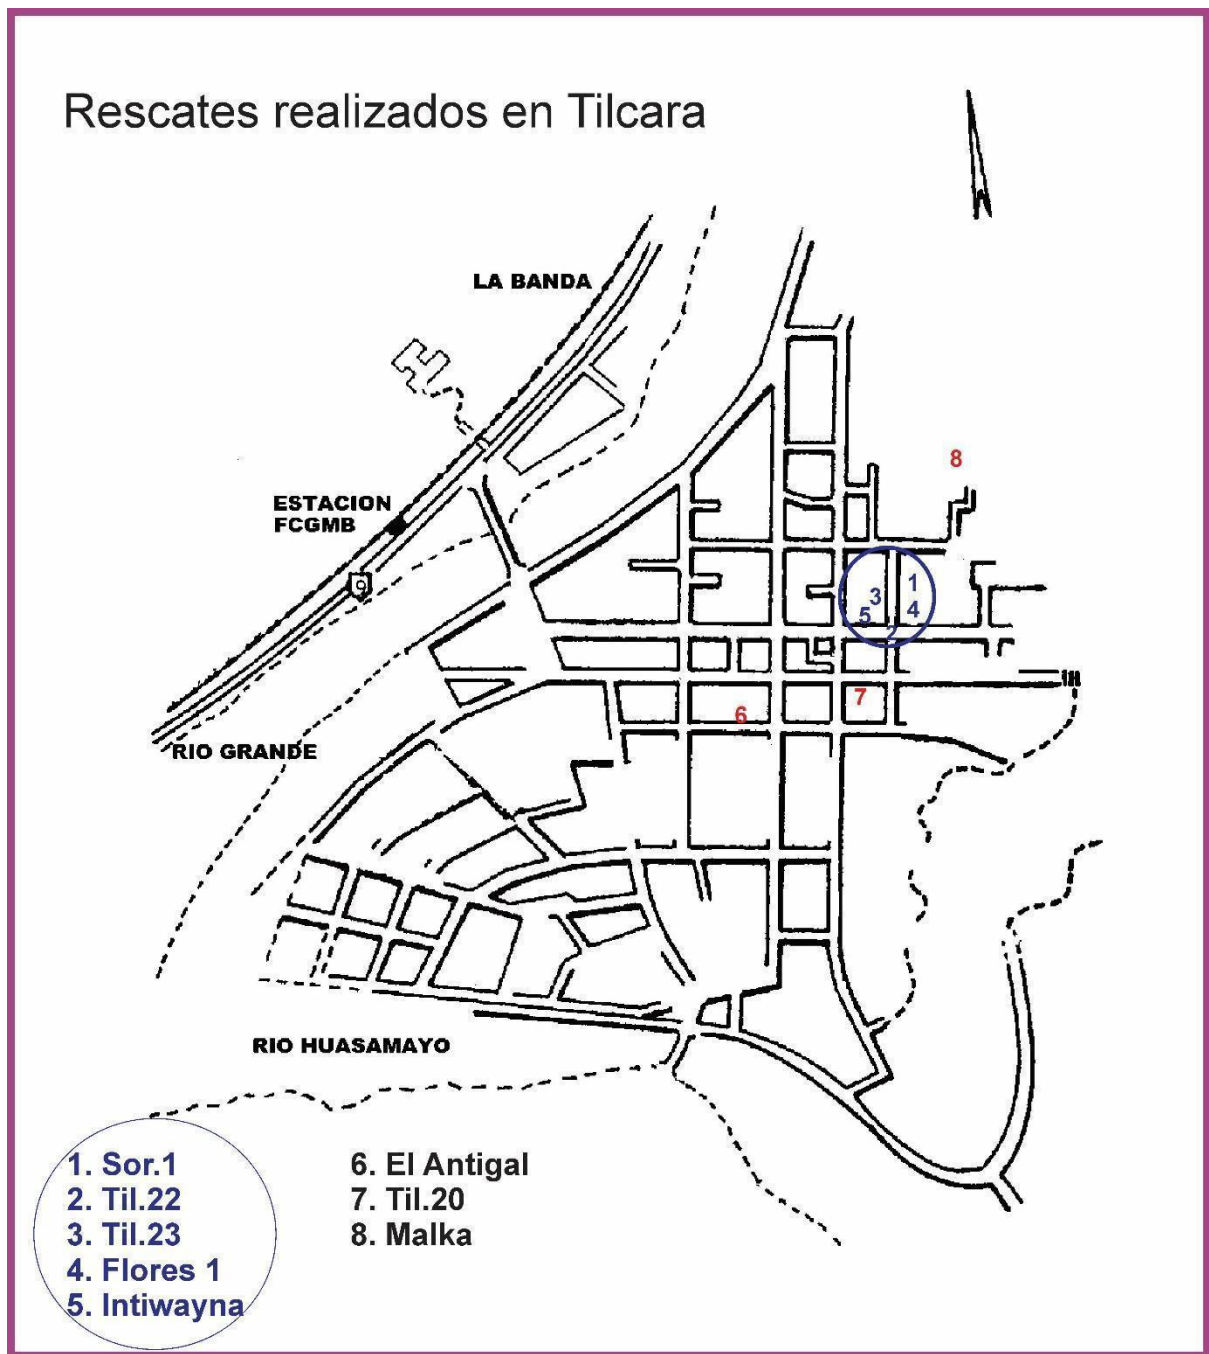 Rescates realizados en Tilcara
LA BANDA
8
ESTACION
FCGMB
9
1
3
4
5
2
7
6
RIO GRANDE
RIO HUASAMAYO
1. Sor.1
2. Til.22
3. Til.23
4. Flores 1
5. Intiwayna
6. El Antigal
7. Til.20
8. Malka